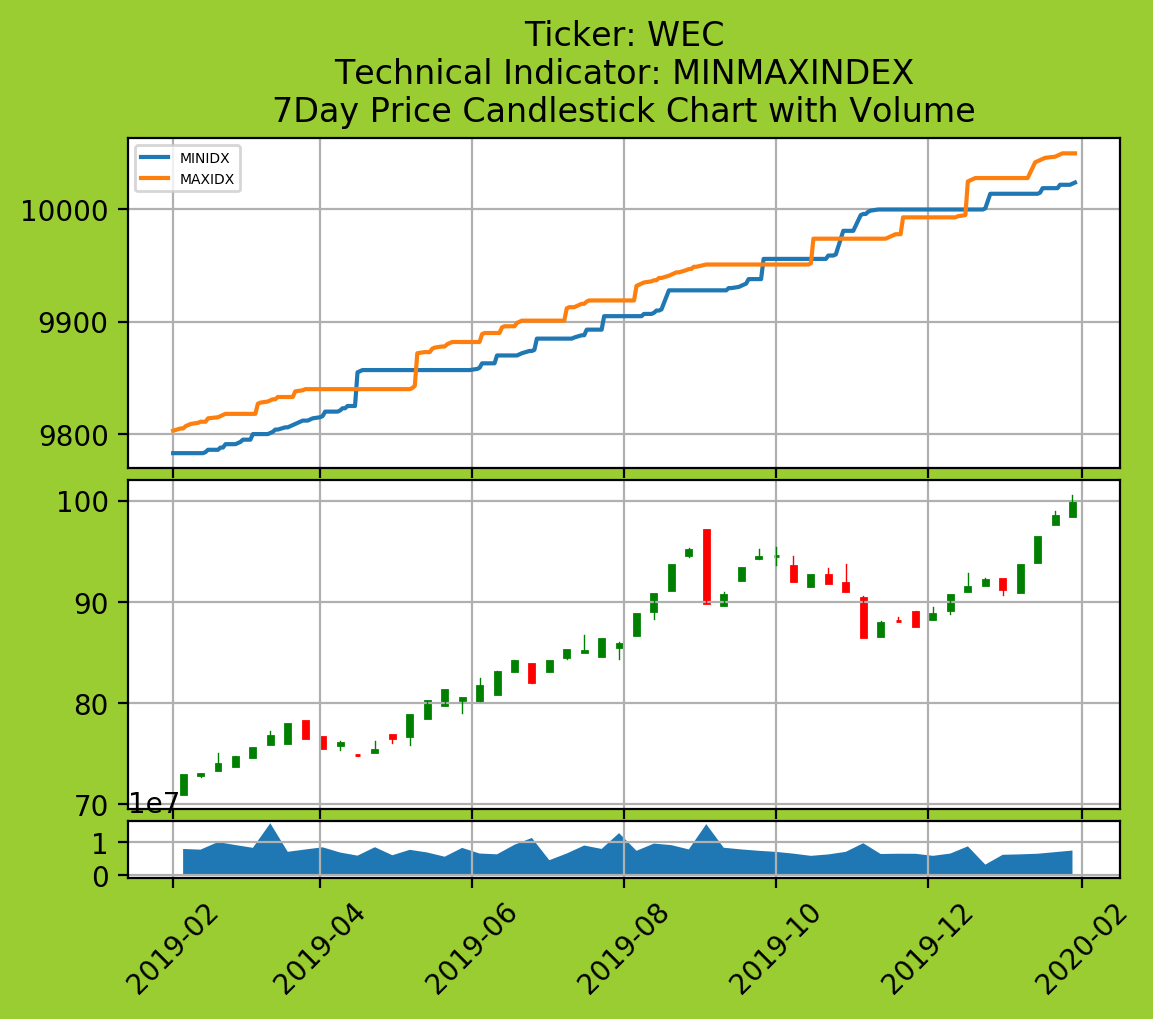 Ticker: WEC
Technical Indicator: MINMAXINDEX
7Day Price Candlestick Chart with Volume
MINIDX
MAXIDX
10000
9900
9800
100
90
80
70
1e7
1
0
2019-02
2019-04
2019-06
2019-08
2019-10
2019-12
2020-02